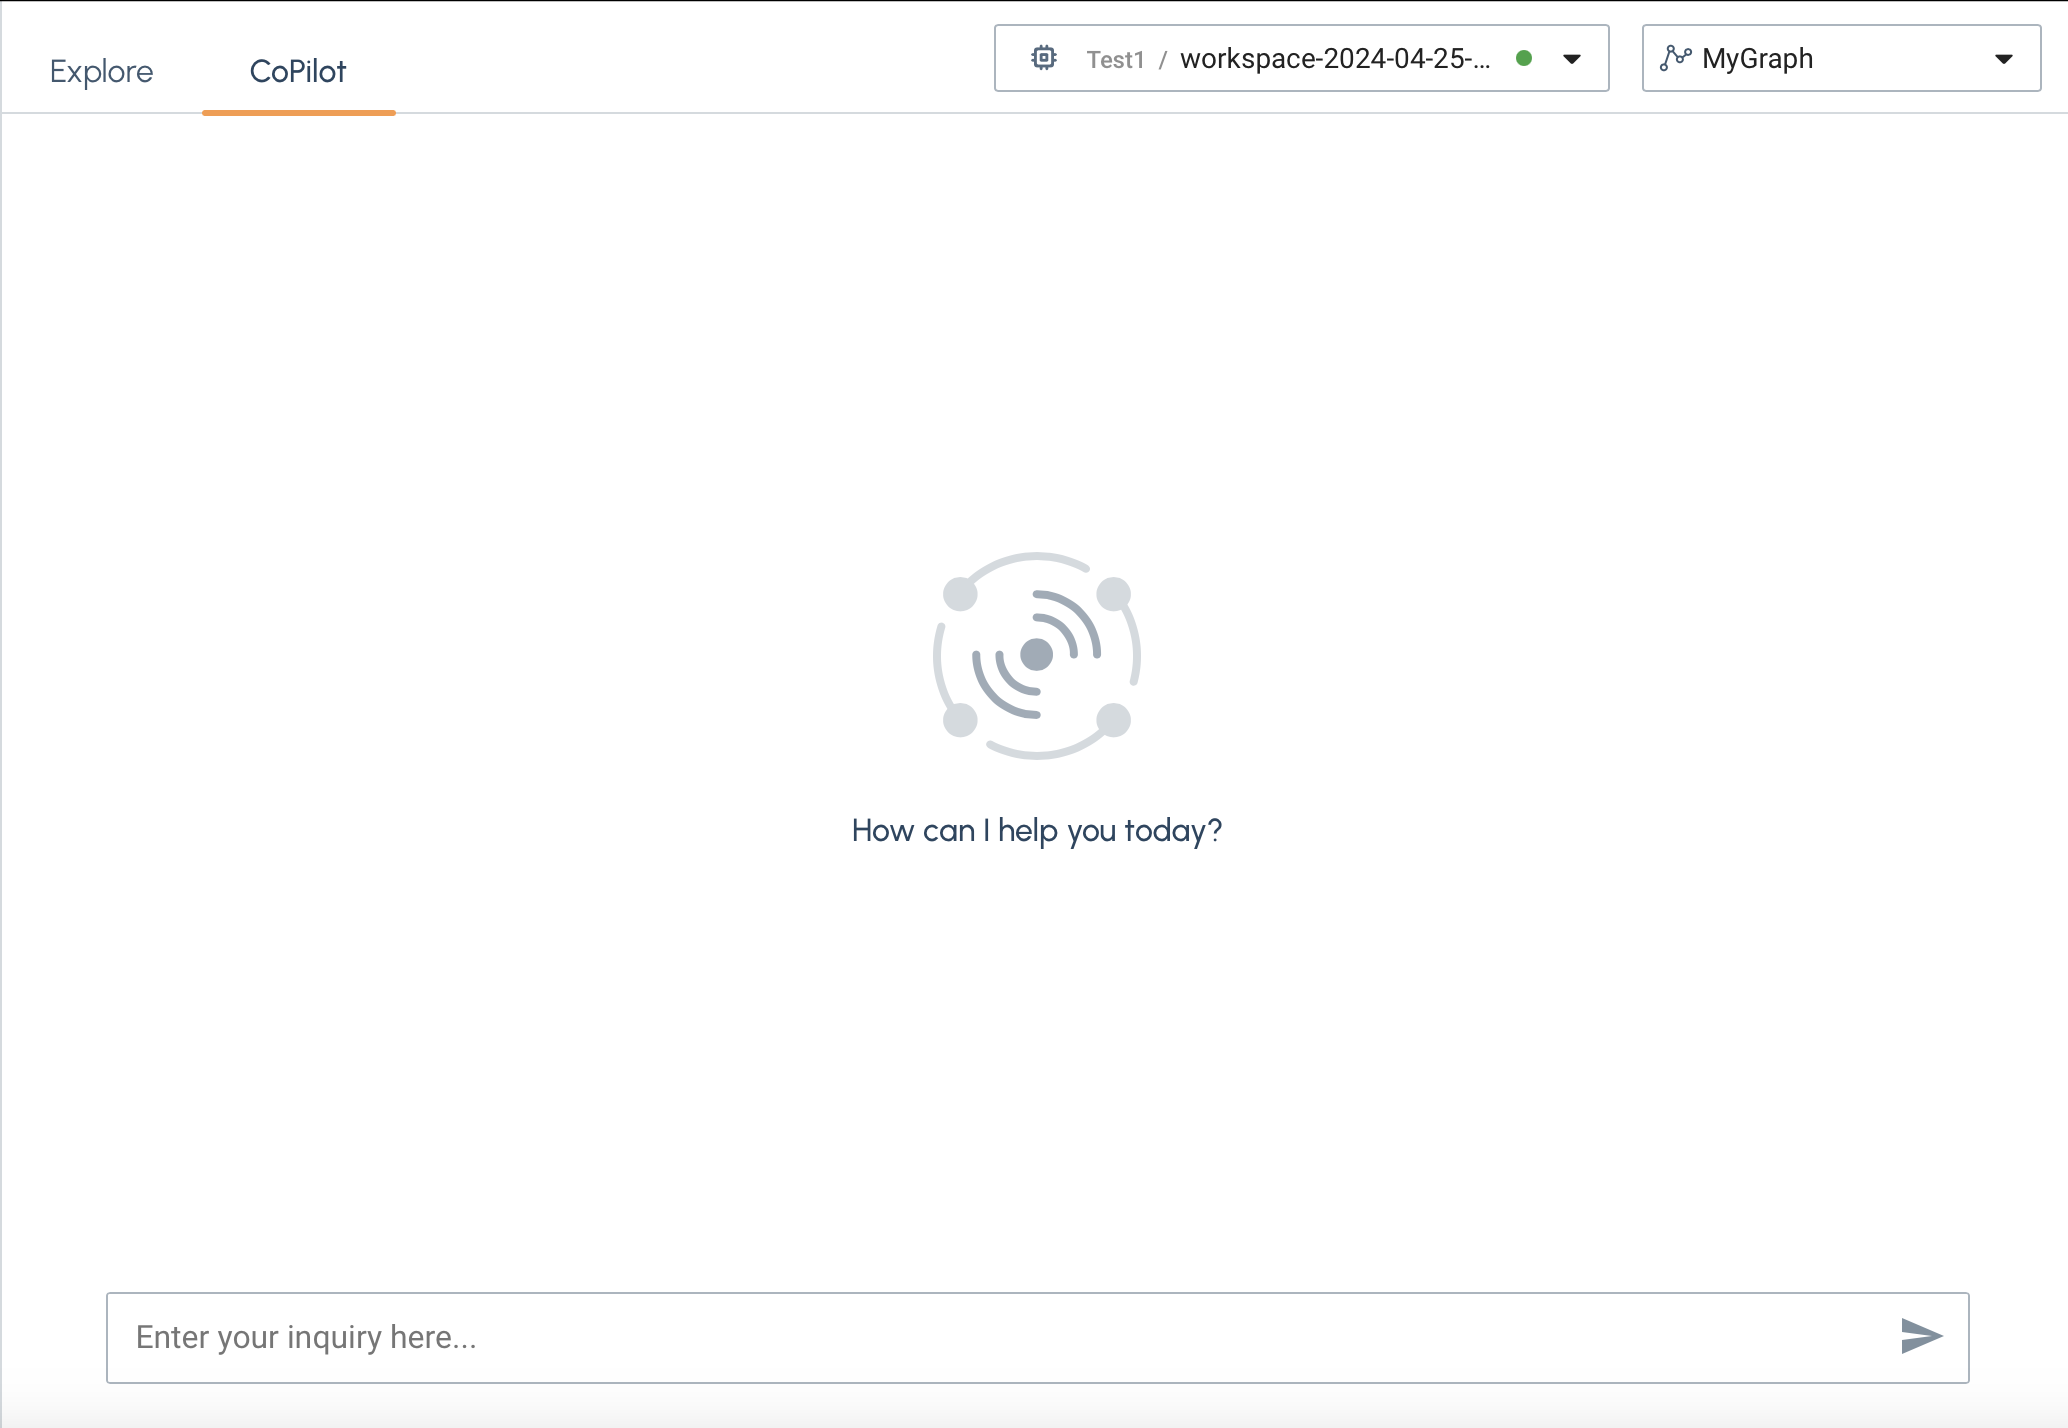 Explore
CoPilot
Test1 / workspace-2024-04-25-...
MyGraph
How can I help you today?
Enter your inquiry here...